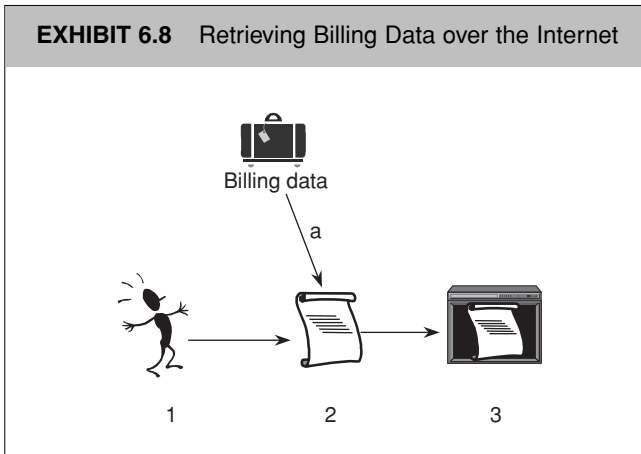 EXHIBIT 6.8 Retrieving Billing Data over the Internet
Billing data
a
1 2 3